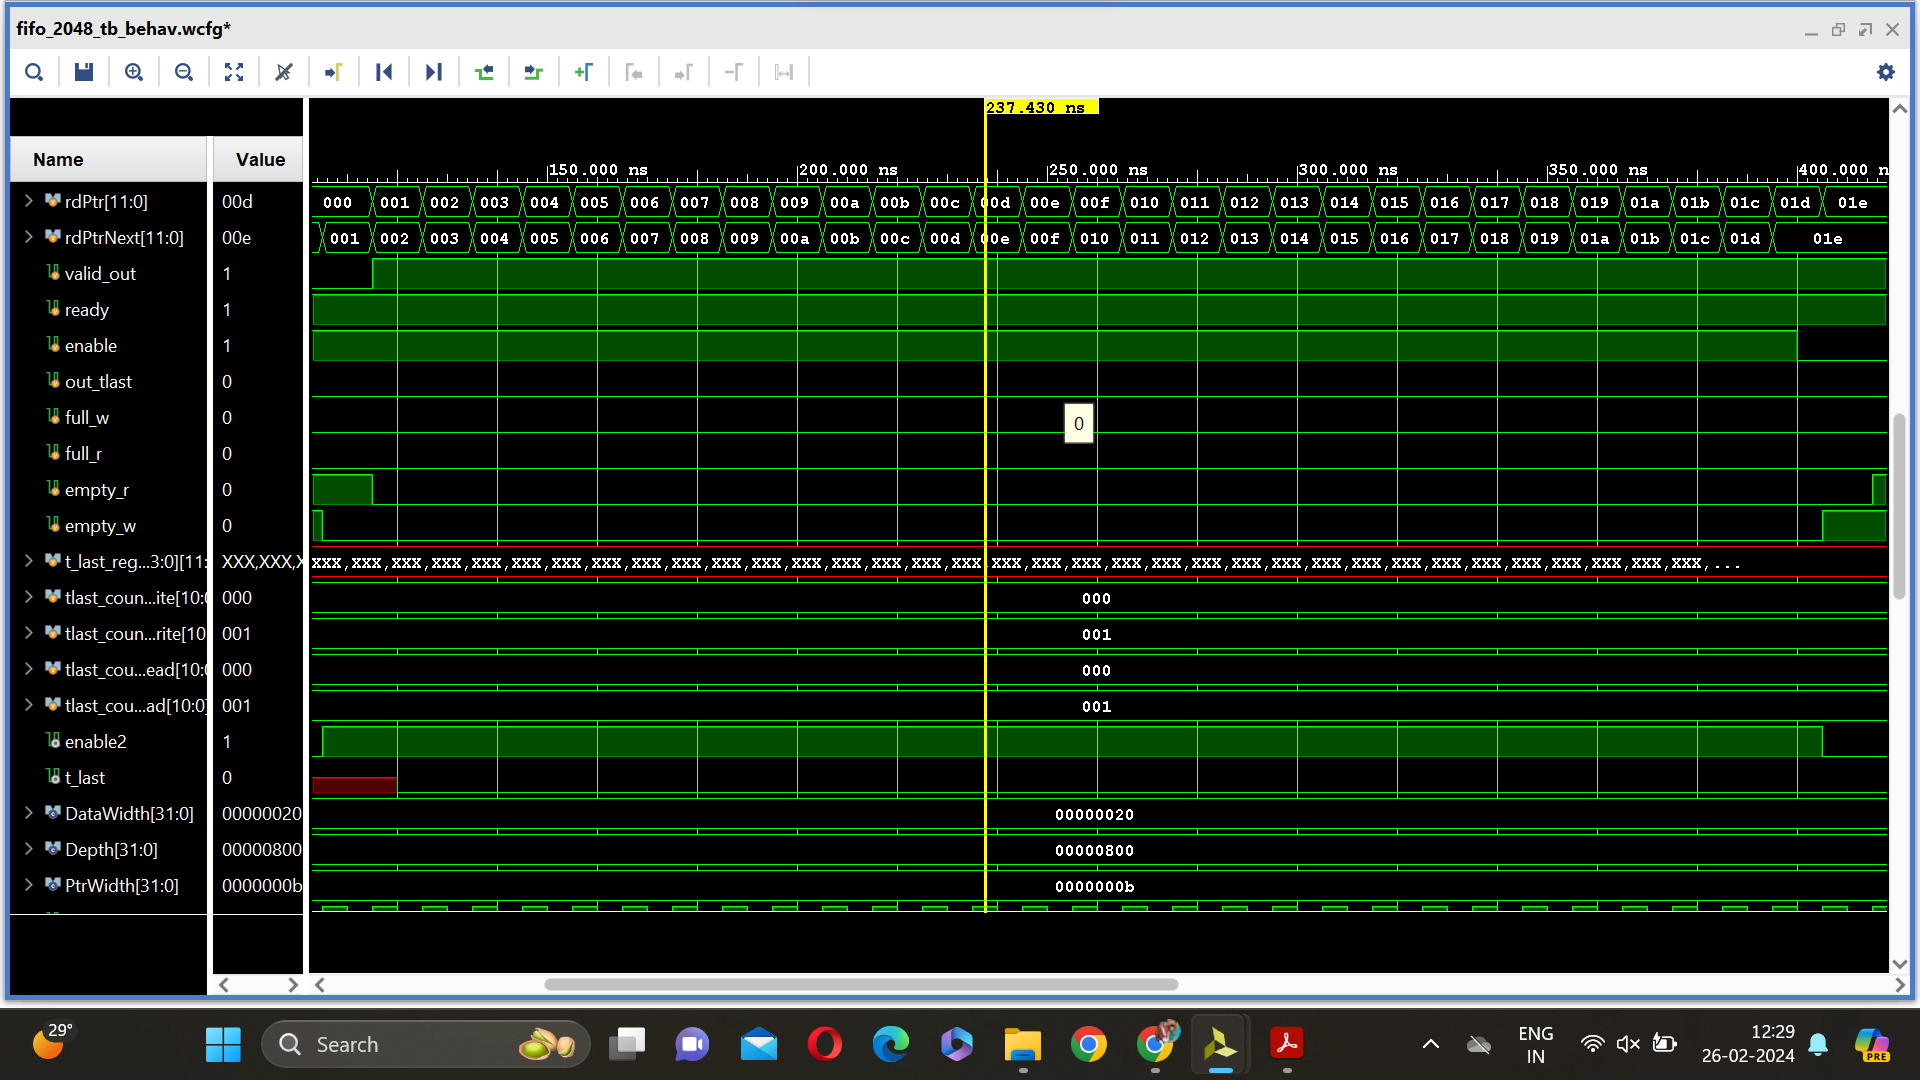 fifo_2048_tb_behav.wcfg*
237.430 ns
Name Value
150.000 ns 200.000 ns 250.000 ns 300.000 ns 350.000 ns 400.000 n
rdPtr[11:0] 00d 000 001 002 003 004 005 006 007 008 009 00a 00b 00c 00d 00e 00f 010 011 012 013 014 015 016 017 018 019 01a 01b 01c 01d 01e
rdPtrNext[11:0] 00e 001 002 003 004 005 006 007 008 009 00a 00b 00c 00d 00e 00f 010 011 012 013 014 015 016 017 018 019 01a 01b 01c 01d 01e
valid_out 1
ready 1
enable 1
out_tlast 0
full_w 0 0
full_r 0
empty_r 0
empty_w 0
t_last_reg...3:0][11: XXX,XXX,X XXX,XXX,XXX,XXX,XXX,XXX,XXX,XXX,XXX,XXX,XXX,XXX,XXX,XXX,XXX,XXX,XXX,XXX,XXX,XXX,XXX,XXX,XXX,XXX,XXX,XXX,XXX,XXX,XXX,XXX,XXX,XXX,XXX,XXX,XXX,...
tlast_coun...ite[10:0 000 000
tlast_coun...rite[10 001 001
tlast_cou...ead[10:0 000 000
tlast_cou...ad[10:0] 001 001
enable2 1
t_last 0
DataWidth[31:0] 00000020 00000020
Depth[31:0] 00000800 00000800
PtrWidth[31:0] 0000000b 0000000b
29°
Search
ENG
IN
12:29
26-02-2024
PRE